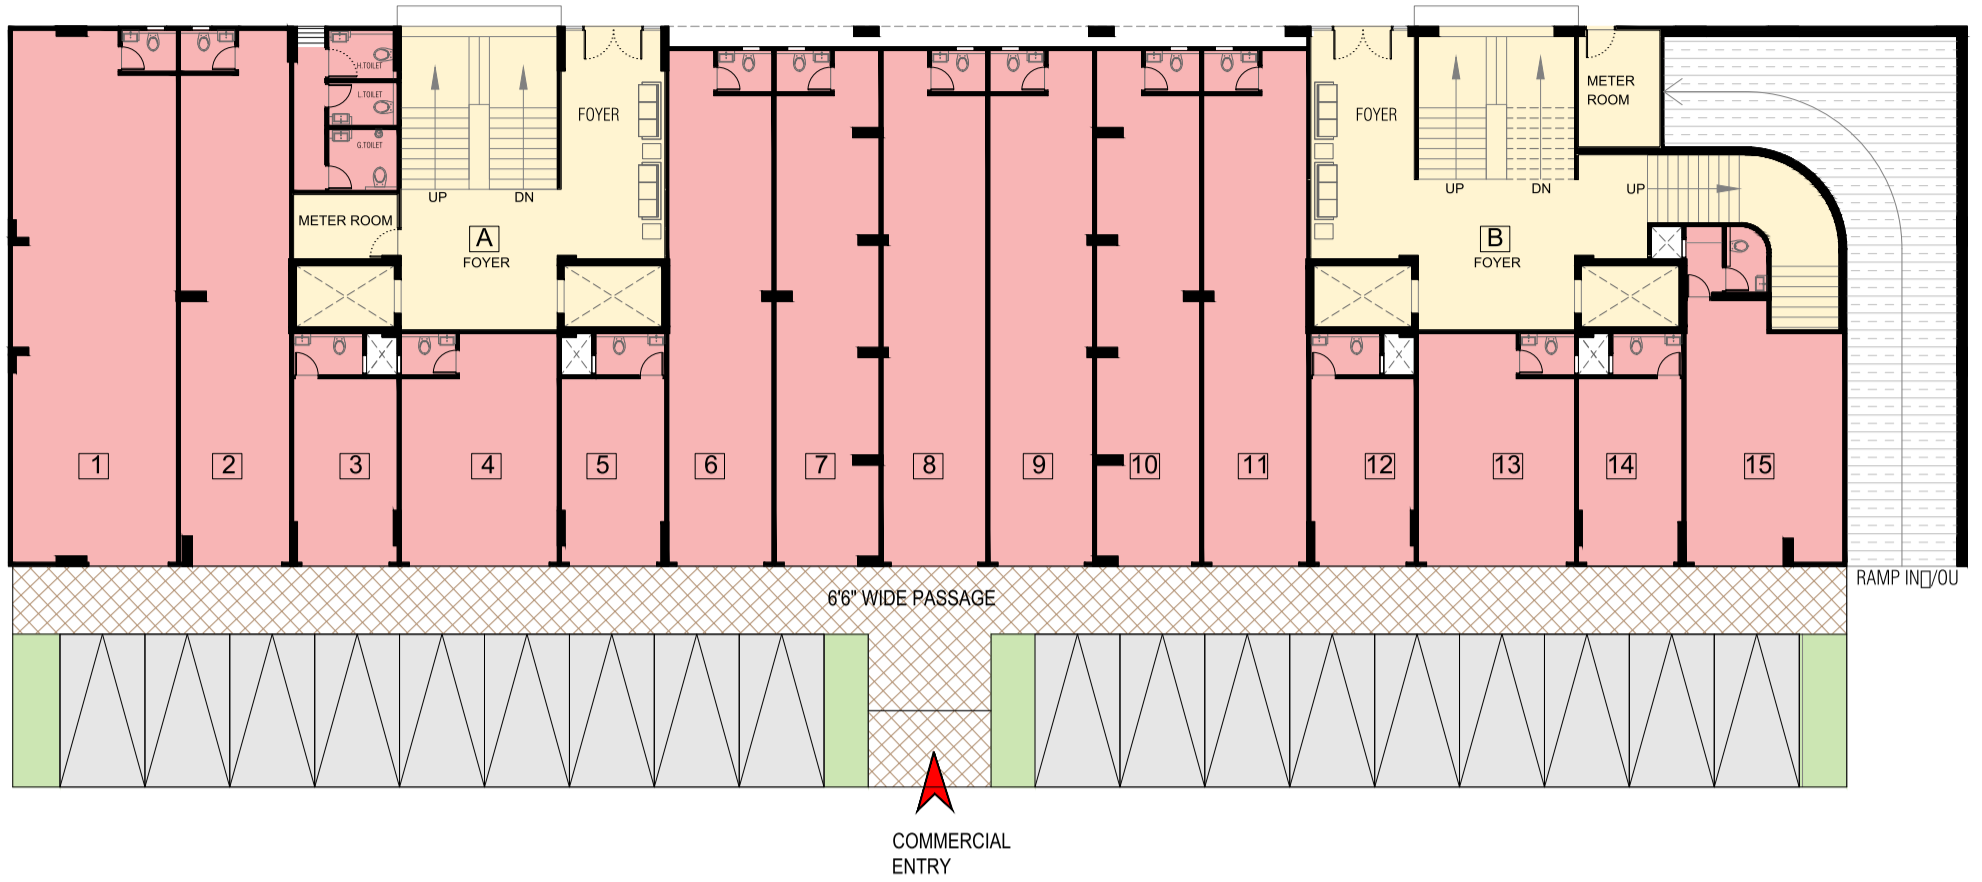 H.TOILET
L.TOILET
G.TOILET
FOYER
FOYER
METER
ROOM
UP
DN
UP
DN
UP
METER ROOM
A
FOYER
B
FOYER
1
2
3
4
5
6
7
8
9
10
11
12
13
14
15
RAMP IN□/OU
6'6" WIDE PASSAGE
COMMERCIAL
ENTRY